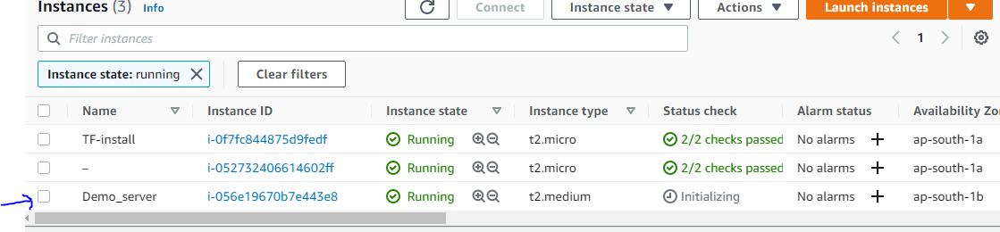 Instances (3) Info Connect Instance state Actions Launch instances
Filter instances 1
Instance state: running Clear filters
Name Instance ID Instance state Instance type Status check Alarm status Availability Zo
TF-install i-0f7fc844875d9fedf Running t2.micro 2/2 checks passed No alarms ap-south-1a
– i-052732406614602ff Running t2.micro 2/2 checks passed No alarms ap-south-1a
Demo_server i-056e19670b7e443e8 Running t2.medium Initializing No alarms ap-south-1b